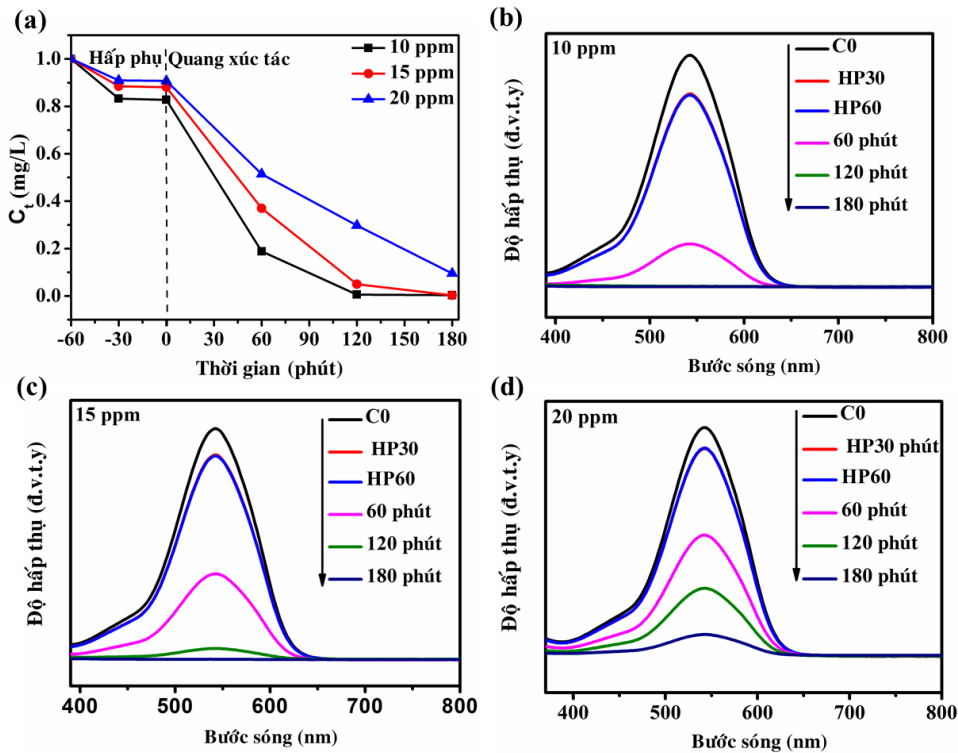 (a)
Hấp phụ Quang xúc tác
10 ppm
15 ppm
20 ppm
1.0
0.8
0.6
0.4
0.2
0.0
Ct (mg/L)
-60 -30 0 30 60 90 120 150 180
Thời gian (phút)
(b)
10 ppm
C0
HP30
HP60
60 phút
120 phút
180 phút
Độ hấp thụ (đ.v.t.y)
400 500 600 700 800
Bước sóng (nm)
(c)
15 ppm
C0
HP30
HP60
60 phút
120 phút
180 phút
Độ hấp thụ (đ.v.t.y)
400 500 600 700 800
Bước sóng (nm)
(d)
20 ppm
C0
HP30 phút
HP60
60 phút
120 phút
180 phút
Độ hấp thụ (đ.v.t.y)
400 500 600 700 800
Bước sóng (nm)